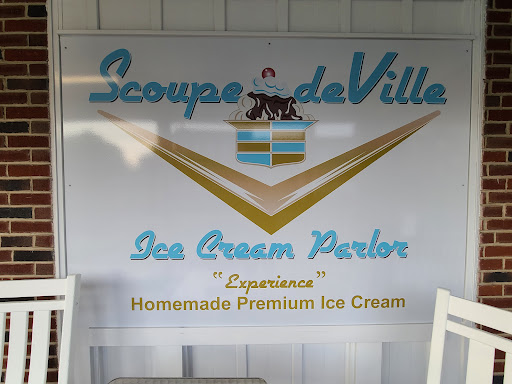 Scoupe deVille
Ice Cream Parlor
"Experience"
Homemade Premium Ice Cream